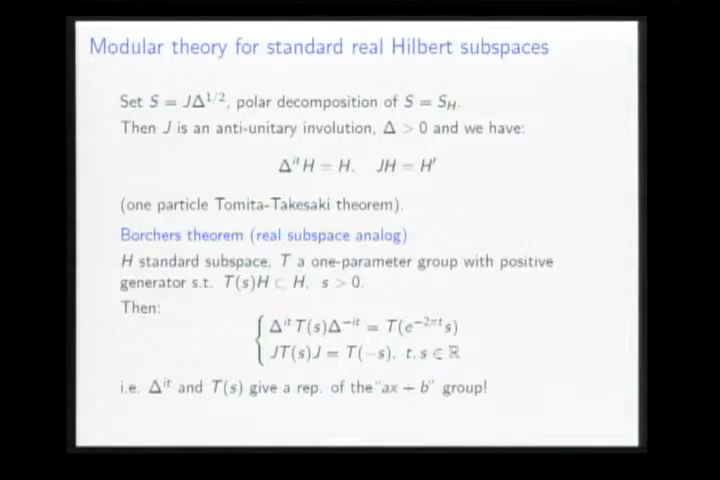 Modular theory for standard real Hilbert subspaces
Set S = JΔ^{1/2}, polar decomposition of S = S_H.
Then J is an anti-unitary involution, Δ > 0 and we have:
Δ^{it}H = H, JH = H′
(one particle Tomita-Takesaki theorem).
Borchers theorem (real subspace analog)
H standard subspace, T a one-parameter group with positive
generator s.t. T(s)H ⊂ H, s > 0.
Then:
Δ^{it}T(s)Δ^{-it} = T(e^{-2πt}s)
JT(s)J = T(−s), t, s ∈ ℝ
i.e. Δ^{it} and T(s) give a rep. of the "ax + b" group!